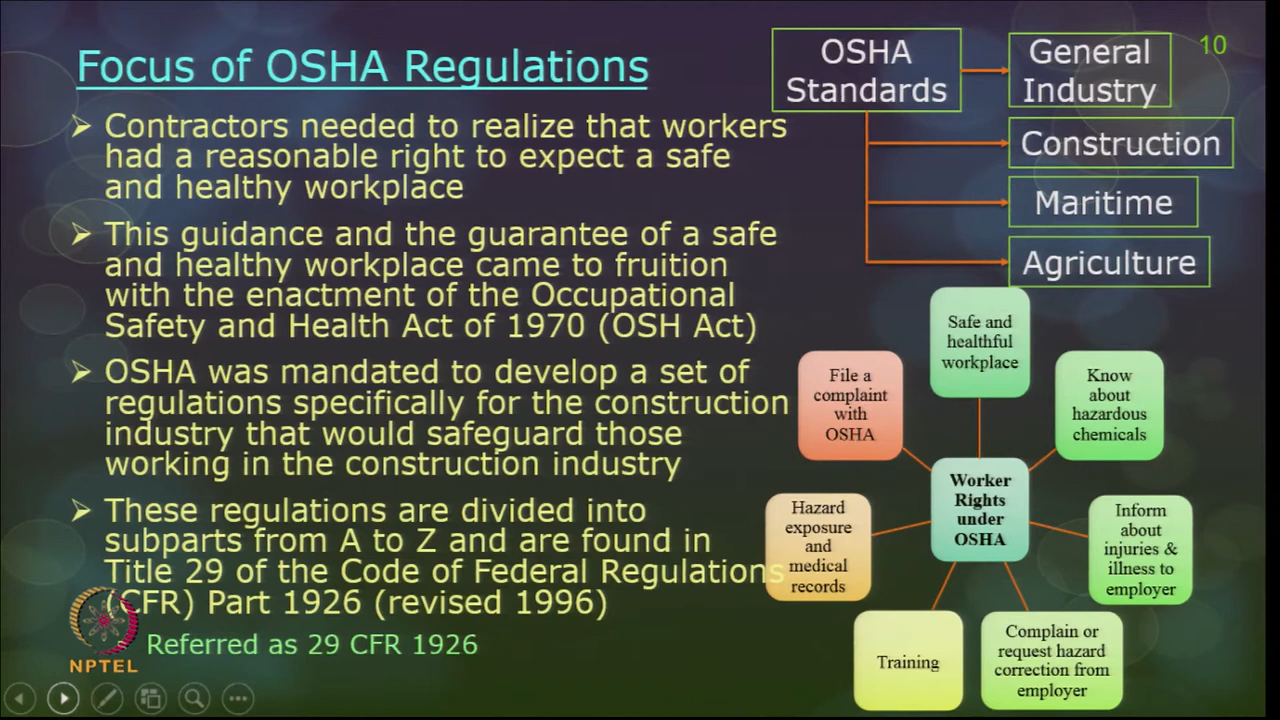 Focus of OSHA Regulations
➢ Contractors needed to realize that workers
had a reasonable right to expect a safe
and healthy workplace
➢ This guidance and the guarantee of a safe
and healthy workplace came to fruition
with the enactment of the Occupational
Safety and Health Act of 1970 (OSH Act)
➢ OSHA was mandated to develop a set of
regulations specifically for the construction
industry that would safeguard those
working in the construction industry
➢ These regulations are divided into
subparts from A to Z and are found in
Title 29 of the Code of Federal Regulations
(CFR) Part 1926 (revised 1996)
Referred as 29 CFR 1926
NPTEL
10
OSHA
Standards
General
Industry
Construction
Maritime
Agriculture
Safe and
healthful
workplace
File a
complaint
with
OSHA
Know
about
hazardous
chemicals
Worker
Rights
under
OSHA
Hazard
exposure
and
medical
records
Inform
about
injuries &
illness to
employer
Training
Complain or
request hazard
correction from
employer